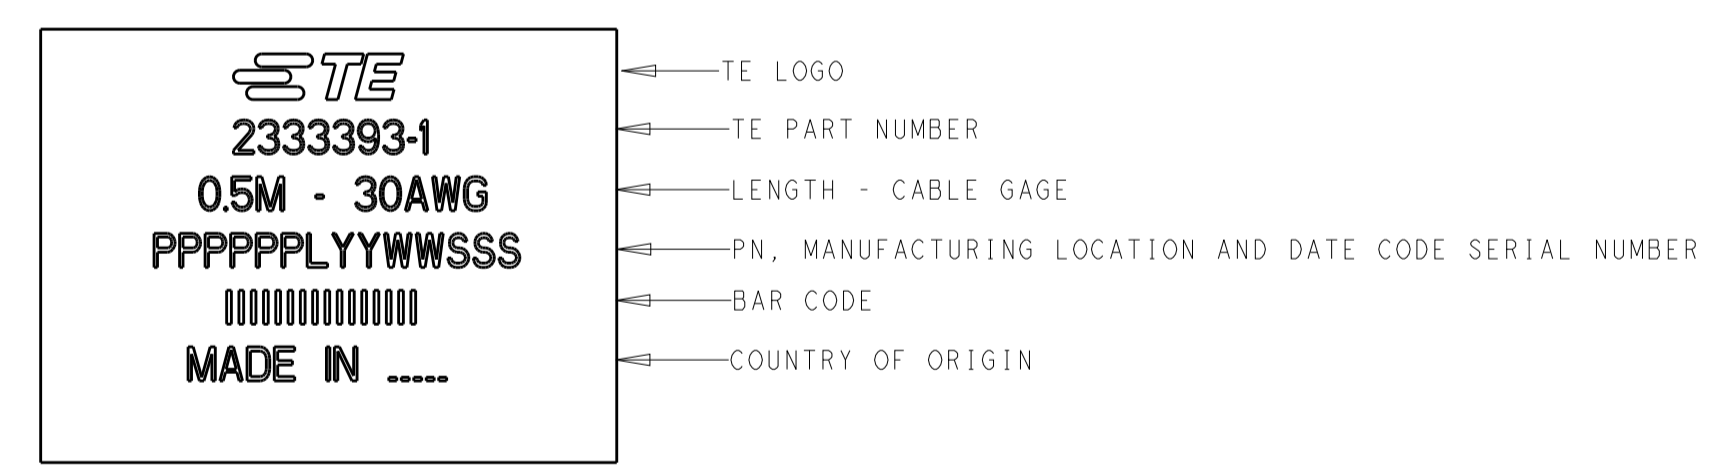 TE TE LOGO
2333393-1 TE PART NUMBER
0.5M - 30AWG LENGTH - CABLE GAGE
PPPPPPLYYWWSSS PN, MANUFACTURING LOCATION AND DATE CODE SERIAL NUMBER
BAR CODE
MADE IN _____ COUNTRY OF ORIGIN